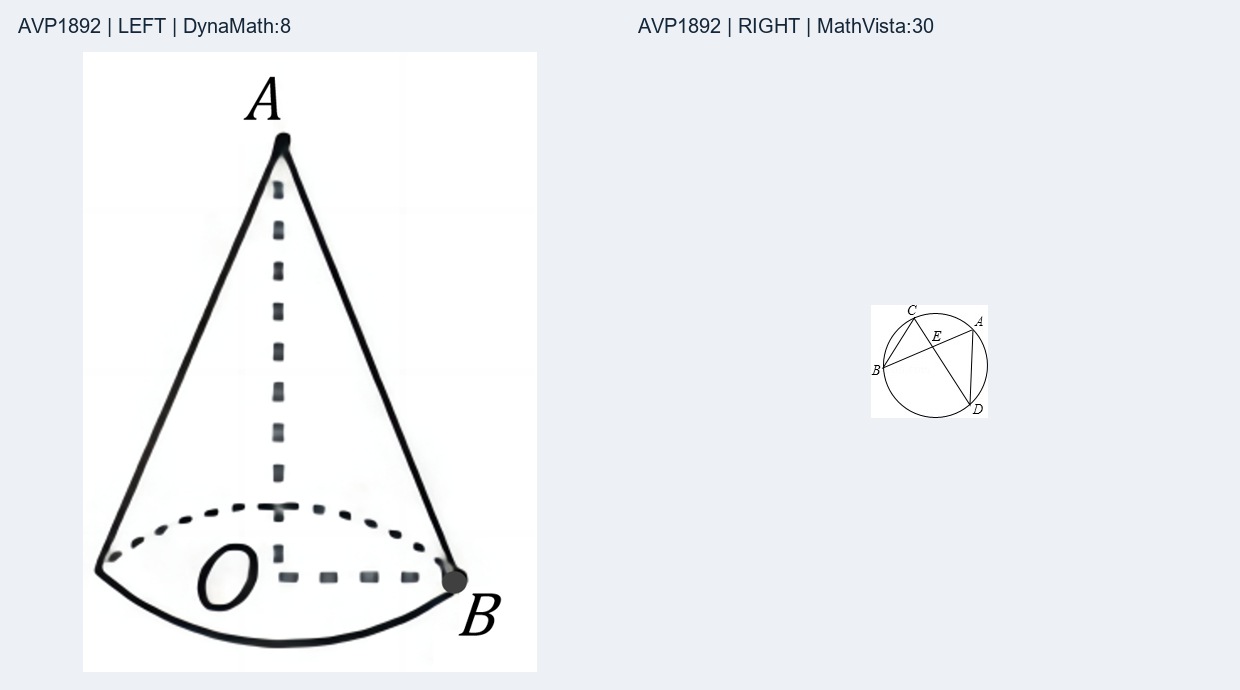 AVP1892 | LEFT | DynaMath:8
AVP1892 | RIGHT | MathVista:30
A
O
B
C
A
E
B
D